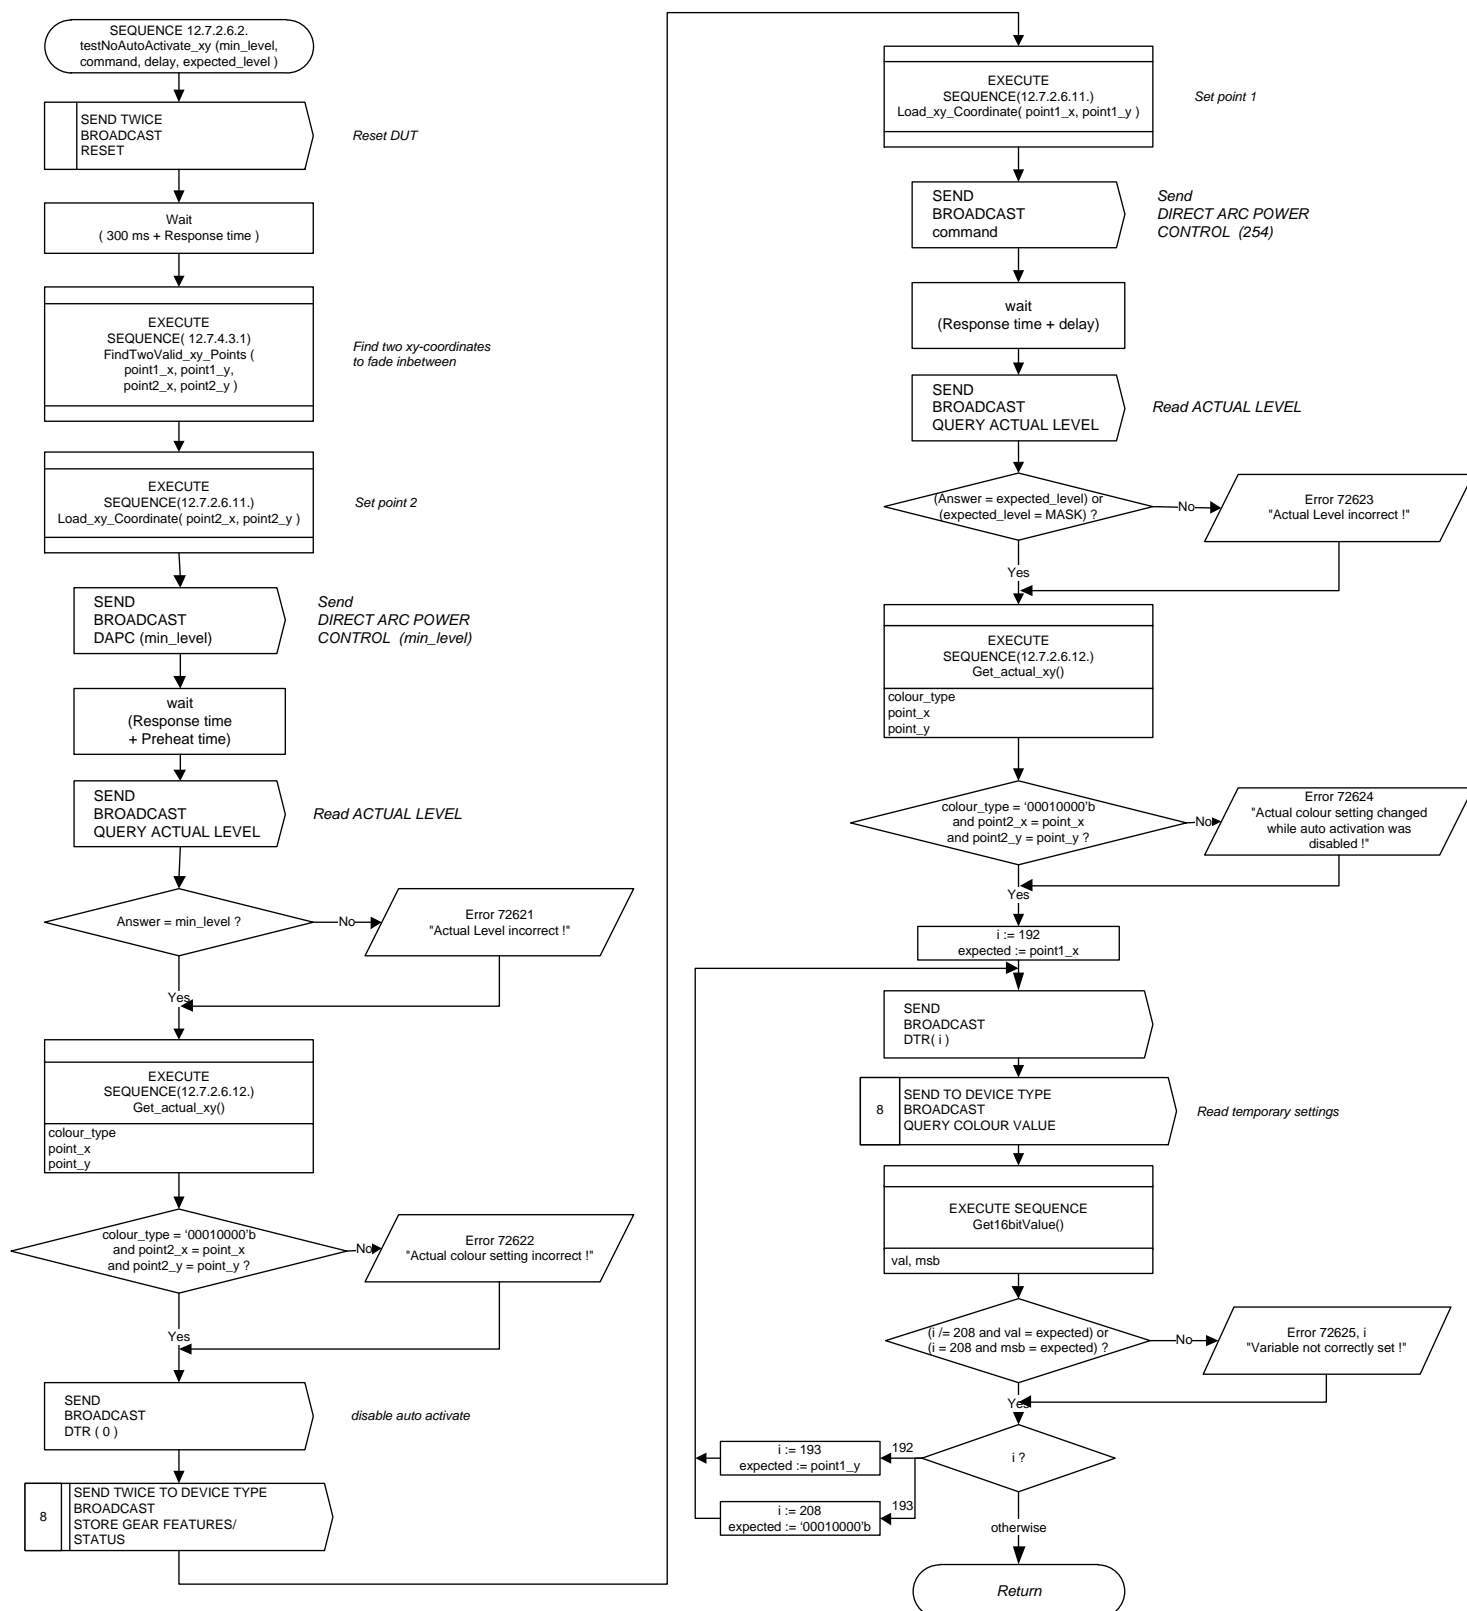 SEQUENCE 12.7.2.6.2.
testNoAutoActivate_xy (min_level,
command, delay, expected_level )
SEND TWICE
BROADCAST
RESET
Reset DUT
Wait
( 300 ms + Response time )
EXECUTE
SEQUENCE( 12.7.4.3.1)
FindTwoValid_xy_Points (
point1_x, point1_y,
point2_x, point2_y )
Find two xy-coordinates
to fade inbetween
EXECUTE
SEQUENCE(12.7.2.6.11.)
Load_xy_Coordinate( point2_x, point2_y )
Set point 2
SEND
BROADCAST
DAPC (min_level)
Send
DIRECT ARC POWER
CONTROL (min_level)
wait
(Response time
+ Preheat time)
SEND
BROADCAST
QUERY ACTUAL LEVEL
Read ACTUAL LEVEL
Answer = min_level ?
No
Error 72621
"Actual Level incorrect !"
Yes
EXECUTE
SEQUENCE(12.7.2.6.12.)
Get_actual_xy()
colour_type
point_x
point_y
colour_type = ‘00010000’b
and point2_x = point_x
and point2_y = point_y ?
No
Error 72622
"Actual colour setting incorrect !"
Yes
SEND
BROADCAST
DTR ( 0 )
disable auto activate
8
SEND TWICE TO DEVICE TYPE
BROADCAST
STORE GEAR FEATURES/
STATUS
EXECUTE
SEQUENCE(12.7.2.6.11.)
Load_xy_Coordinate( point1_x, point1_y )
Set point 1
SEND
BROADCAST
command
Send
DIRECT ARC POWER
CONTROL (254)
wait
(Response time + delay)
SEND
BROADCAST
QUERY ACTUAL LEVEL
Read ACTUAL LEVEL
(Answer = expected_level) or
(expected_level = MASK) ?
No
Error 72623
"Actual Level incorrect !"
Yes
EXECUTE
SEQUENCE(12.7.2.6.12.)
Get_actual_xy()
colour_type
point_x
point_y
colour_type = ‘00010000’b
and point2_x = point_x
and point2_y = point_y ?
No
Error 72624
"Actual colour setting changed
while auto activation was
disabled !"
Yes
i := 192
expected := point1_x
SEND
BROADCAST
DTR( i )
8
SEND TO DEVICE TYPE
BROADCAST
QUERY COLOUR VALUE
Read temporary settings
EXECUTE SEQUENCE
Get16bitValue()
val, msb
(i /= 208 and val = expected) or
(i = 208 and msb = expected) ?
No
Error 72625, i
"Variable not correctly set !"
Yes
i ?
192
i := 193
expected := point1_y
193
i := 208
expected := ‘00010000’b
otherwise
Return